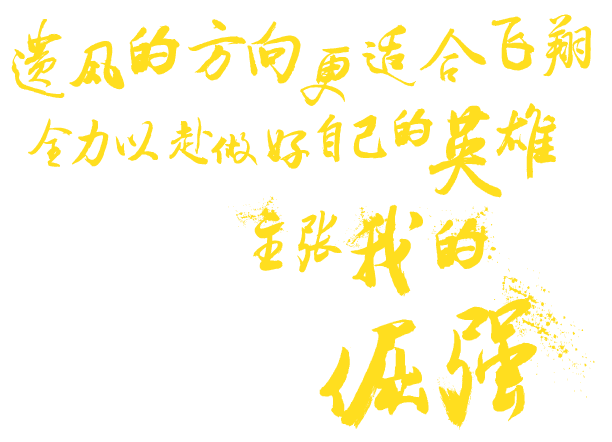 遗风的方向更适合飞翔
全力以赴做好自己的英雄
主张我的
倔强